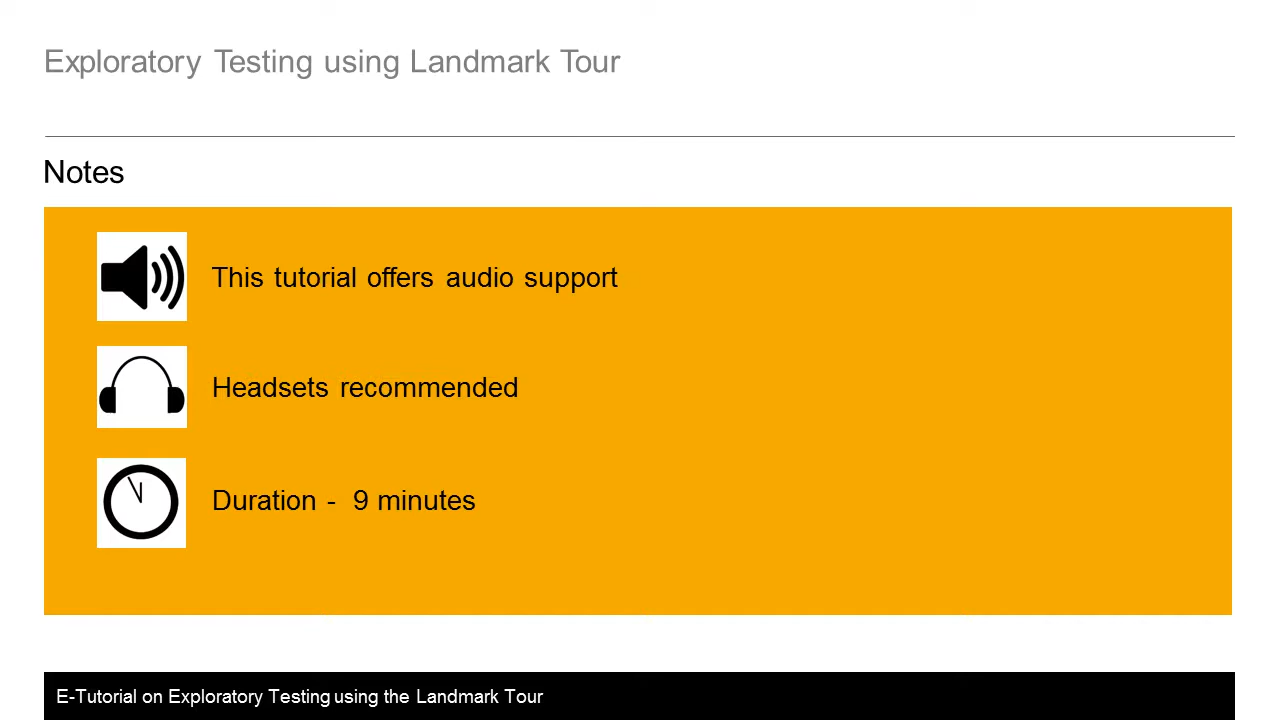 Exploratory Testing using Landmark Tour
Notes
This tutorial offers audio support
Headsets recommended
Duration - 9 minutes
E-Tutorial on Exploratory Testing using the Landmark Tour